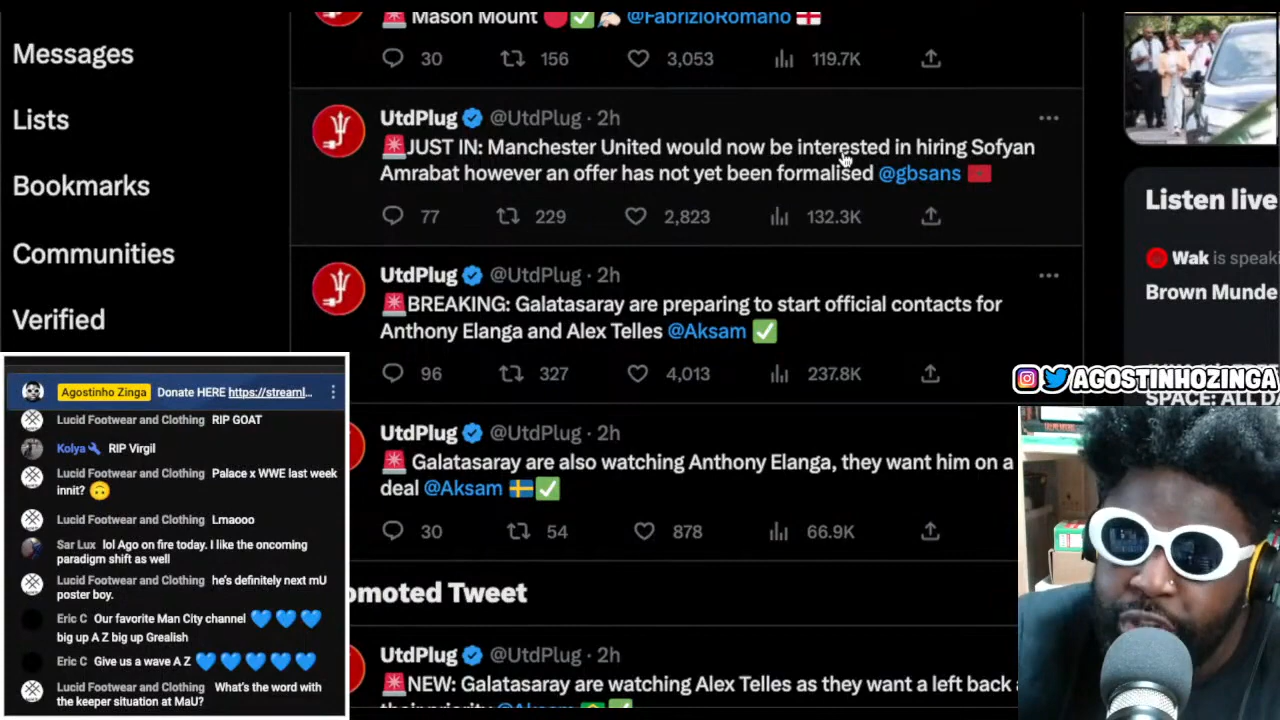 Messages
Lists
Bookmarks
Communities
Verified
🚨 Mason Mount 🔴✅🤞🏻 @FabrizioRomano 🏴󠁧󠁢󠁥󠁮󠁧󠁿
30 156 3,053 119.7K
UtdPlug @UtdPlug · 2h
🚨JUST IN: Manchester United would now be interested in hiring Sofyan
Amrabat however an offer has not yet been formalised @gbsans 🇲🇦
77 229 2,823 132.3K
UtdPlug @UtdPlug · 2h
🚨BREAKING: Galatasaray are preparing to start official contacts for
Anthony Elanga and Alex Telles @Aksam ✅
96 327 4,013 237.8K
UtdPlug @UtdPlug · 2h
🚨 Galatasaray are also watching Anthony Elanga, they want him on a
deal @Aksam 🇸🇪✅
30 54 878 66.9K
omoted Tweet
UtdPlug @UtdPlug · 2h
🚨NEW: Galatasaray are watching Alex Telles as they want a left back
their priority @Aksam 🇧🇷✅
Listen live
Wak is speaki
Brown Munde
SPACE: ALL DA
AGOSTINHOZINGA
Agostinho Zinga Donate HERE https://streaml...
Lucid Footwear and Clothing RIP GOAT
Kolya RIP Virgil
Lucid Footwear and Clothing Palace x WWE last week
innit? 🙃
Lucid Footwear and Clothing Lmaooo
Sar Lux lol Ago on fire today. I like the oncoming
paradigm shift as well
Lucid Footwear and Clothing he's definitely next mU
poster boy.
Eric C Our favorite Man City channel 💙💙💙
big up A Z big up Grealish
Eric C Give us a wave A Z 💙💙💙💙💙
Lucid Footwear and Clothing What's the word with
the keeper situation at MaU?